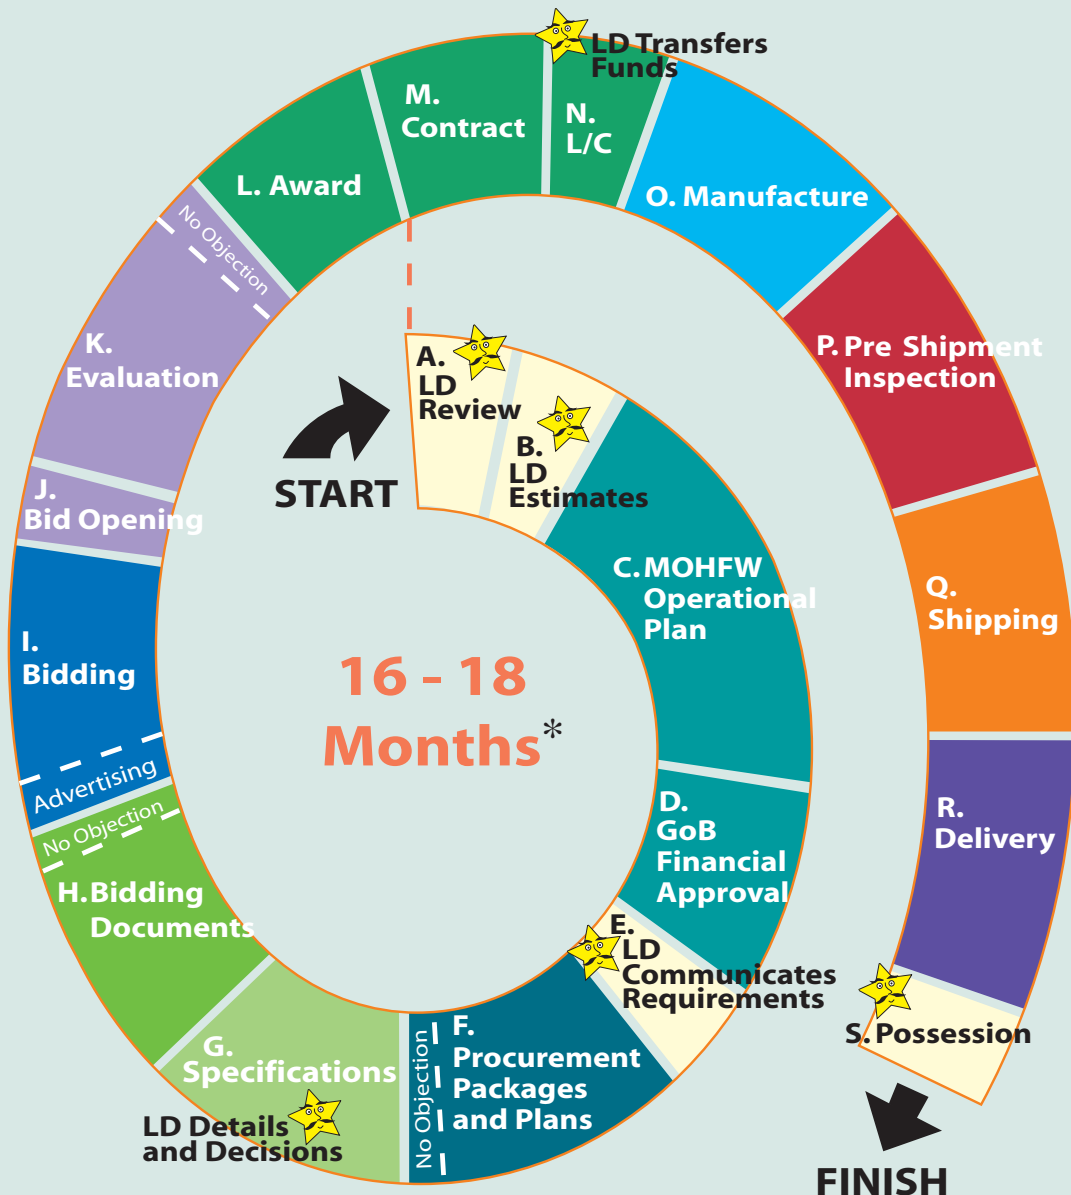 START
A.
LD
Review
B.
LD
Estimates
C. MOHFW
Operational
Plan
D.
GoB
Financial
Approval
E.
LD
Communicates
Requirements
F.
Procurement
Packages
and Plans
No Objection
G.
Specifications
LD Details
and Decisions
H. Bidding
Documents
No Objection
Advertising
I.
Bidding
J.
Bid Opening
K.
Evaluation
No Objection
L. Award
M.
Contract
LD Transfers
Funds
N.
L/C
O. Manufacture
P. Pre Shipment
Inspection
Q.
Shipping
R.
Delivery
S. Possession
FINISH
16 - 18
Months*